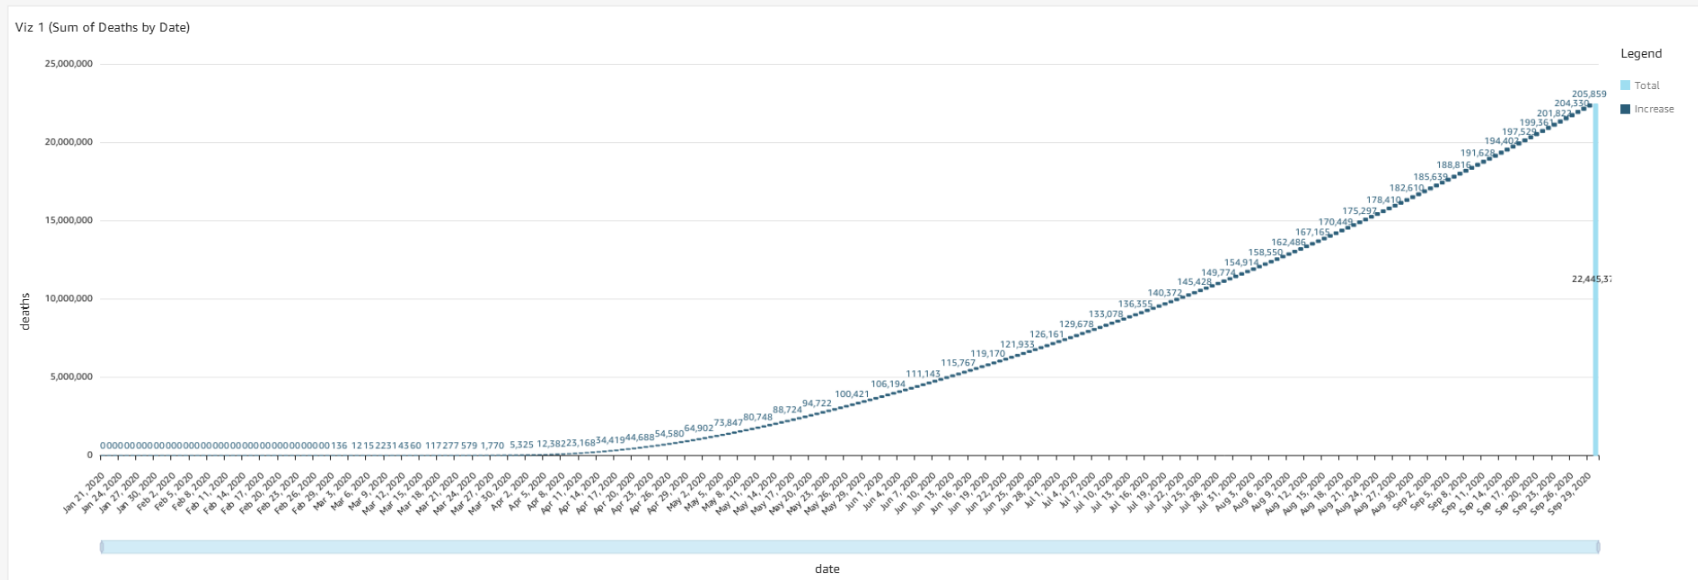 Viz 1 (Sum of Deaths by Date)
Legend
Total
Increase
25,000,000
20,000,000
15,000,000
10,000,000
5,000,000
0
deaths
205,859
204,330
201,822
199,361
197,529
194,402
191,628
188,816
185,639
182,610
178,410
175,297
170,449
167,165
162,486
158,550
154,914
149,774
145,428
140,372
136,355
133,078
129,678
126,161
121,933
119,170
115,767
111,143
106,194
100,421
94,722
88,724
80,748
73,847
64,902
54,580
44,688
34,419
23,168
12,382
5,325
1,770
579
277
117
60
22,445,37
Jan 21, 2020
Jan 24, 2020
Jan 27, 2020
Jan 30, 2020
Feb 2, 2020
Feb 5, 2020
Feb 8, 2020
Feb 11, 2020
Feb 14, 2020
Feb 17, 2020
Feb 20, 2020
Feb 23, 2020
Feb 26, 2020
Feb 29, 2020
Mar 3, 2020
Mar 6, 2020
Mar 9, 2020
Mar 12, 2020
Mar 15, 2020
Mar 18, 2020
Mar 21, 2020
Mar 24, 2020
Mar 27, 2020
Mar 30, 2020
Apr 2, 2020
Apr 5, 2020
Apr 8, 2020
Apr 11, 2020
Apr 14, 2020
Apr 17, 2020
Apr 20, 2020
Apr 23, 2020
Apr 26, 2020
Apr 29, 2020
May 2, 2020
May 5, 2020
May 8, 2020
May 11, 2020
May 14, 2020
May 17, 2020
May 20, 2020
May 23, 2020
May 26, 2020
May 29, 2020
Jun 1, 2020
Jun 4, 2020
Jun 7, 2020
Jun 10, 2020
Jun 13, 2020
Jun 16, 2020
Jun 19, 2020
Jun 22, 2020
Jun 25, 2020
Jun 28, 2020
Jul 1, 2020
Jul 4, 2020
Jul 7, 2020
Jul 10, 2020
Jul 13, 2020
Jul 16, 2020
Jul 19, 2020
Jul 22, 2020
Jul 25, 2020
Jul 28, 2020
Jul 31, 2020
Aug 3, 2020
Aug 6, 2020
Aug 9, 2020
Aug 12, 2020
Aug 15, 2020
Aug 18, 2020
Aug 21, 2020
Aug 24, 2020
Aug 27, 2020
Aug 30, 2020
Sep 2, 2020
Sep 5, 2020
Sep 8, 2020
Sep 11, 2020
Sep 14, 2020
Sep 17, 2020
Sep 20, 2020
Sep 23, 2020
Sep 26, 2020
Sep 29, 2020
date